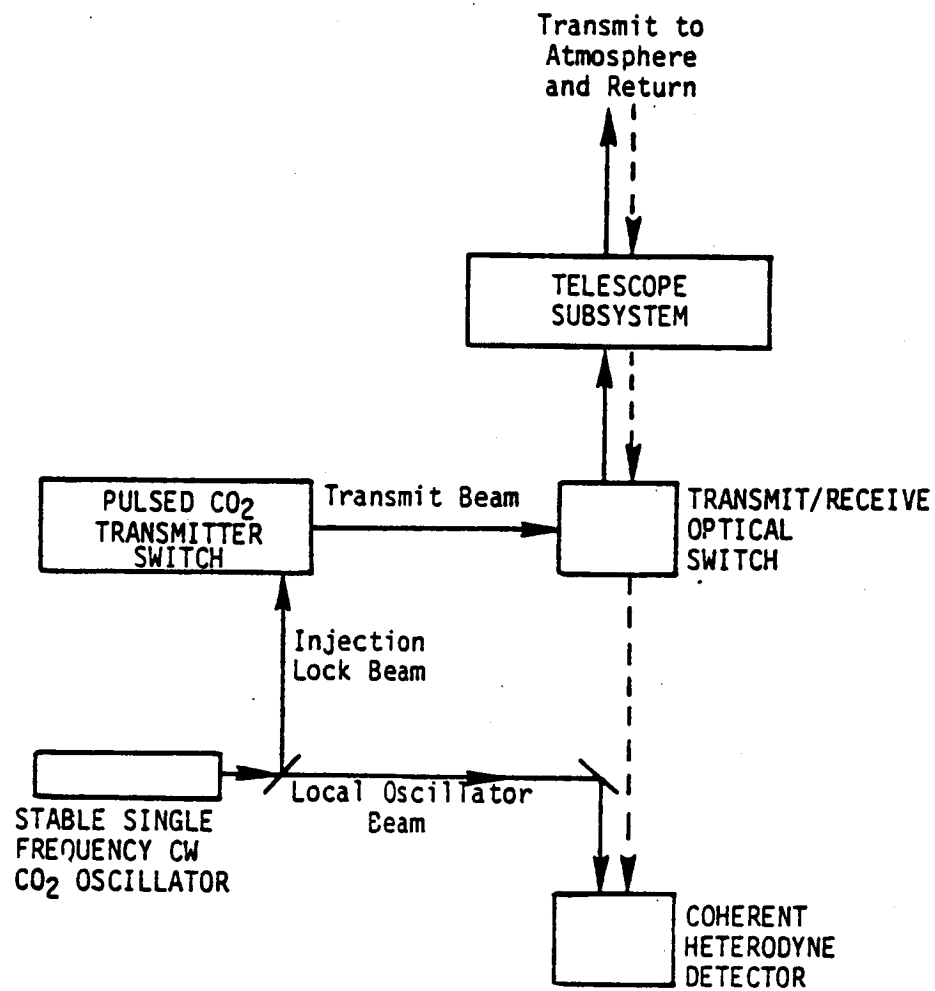 Transmit to
Atmosphere
and Return
TELESCOPE
SUBSYSTEM
PULSED CO2
TRANSMITTER
SWITCH
Transmit Beam
TRANSMIT/RECEIVE
OPTICAL
SWITCH
Injection
Lock Beam
Local Oscillator
Beam
STABLE SINGLE
FREQUENCY CW
CO2 OSCILLATOR
COHERENT
HETERODYNE
DETECTOR